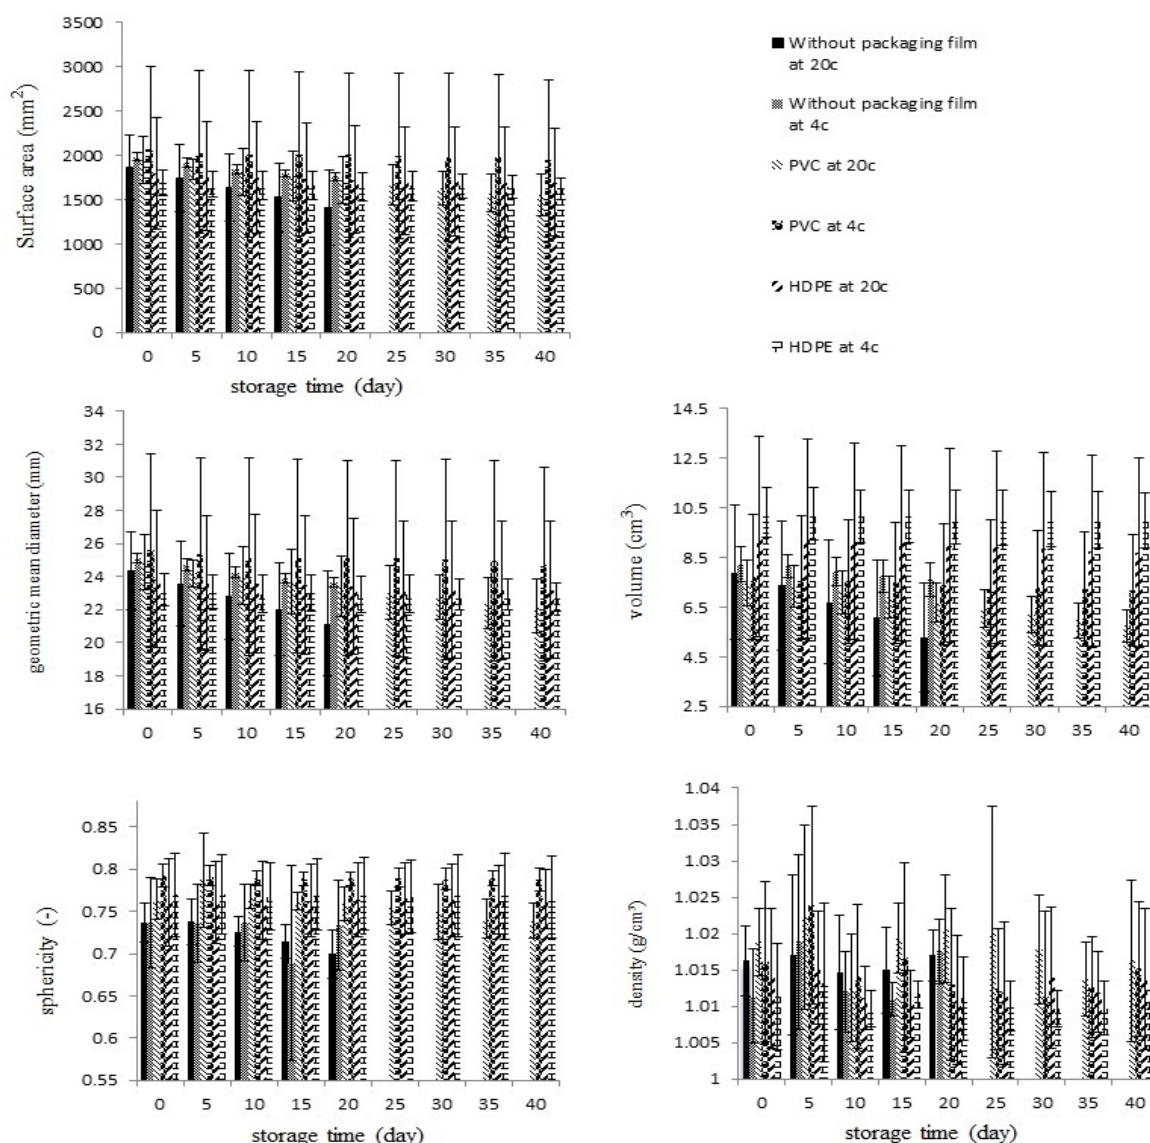 3500
3000
2500
2000
1500
1000
500
0
Surface area (mm²)
0 5 10 15 20 25 30 35 40
storage time (day)
Without packaging film
at 20c
Without packaging film
at 4c
PVC at 20c
PVC at 4c
HDPE at 20c
HDPE at 4c
34
32
30
28
26
24
22
20
18
16
geometric mean diameter (mm)
0 5 10 15 20 25 30 35 40
14.5
12.5
10.5
8.5
6.5
4.5
2.5
volume (cm³)
0 5 10 15 20 25 30 35 40
0.85
0.8
0.75
0.7
0.65
0.6
0.55
sphericity (-)
0 5 10 15 20 25 30 35 40
storage time (day)
1.04
1.035
1.03
1.025
1.02
1.015
1.01
1.005
1
density (g/cm³)
0 5 10 15 20 25 30 35 40
storage time (day)